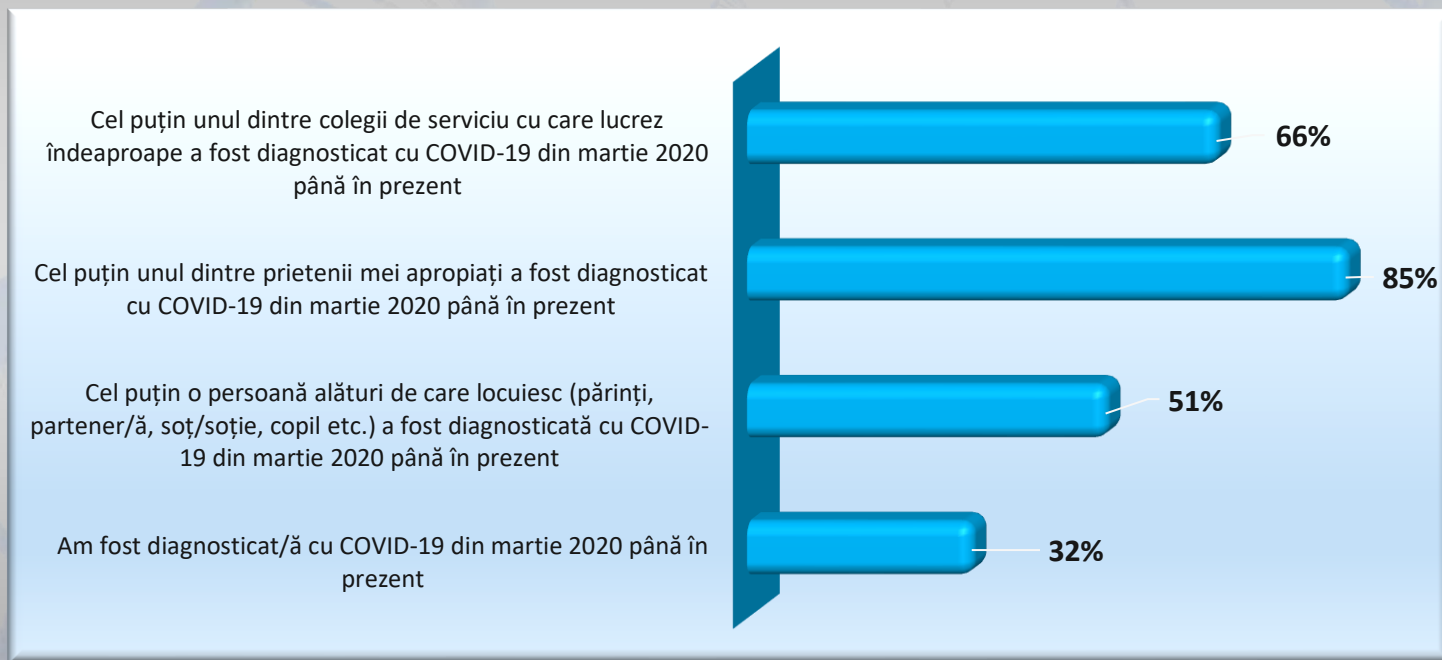 Cel puțin unul dintre colegii de serviciu cu care lucrez
îndeaproape a fost diagnosticat cu COVID-19 din martie 2020
până în prezent
66%
Cel puțin unul dintre prietenii mei apropiați a fost diagnosticat
cu COVID-19 din martie 2020 până în prezent
85%
Cel puțin o persoană alături de care locuiesc (părinți,
partener/ă, soț/soție, copil etc.) a fost diagnosticată cu COVID-
19 din martie 2020 până în prezent
51%
Am fost diagnosticat/ă cu COVID-19 din martie 2020 până în
prezent
32%